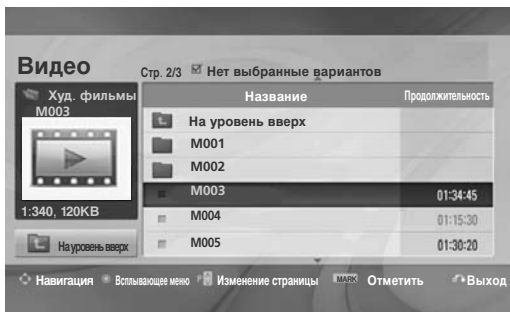 Видео
Стр. 2/3 Нет выбранные вариантов
Худ. фильмы
M003
1:340, 120KB
На уровень вверх
Название Продолжительность
На уровень вверх
M001
M002
M003 01:34:45
M004 01:15:30
M005 01:30:20
Навигация Всплывающее меню P Изменение страницы MARK Отметить Выход